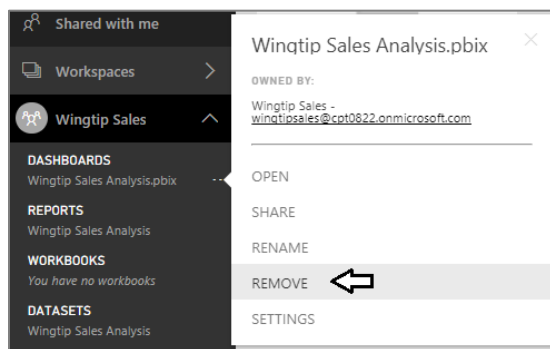 Shared with me
Workspaces
Wingtip Sales
DASHBOARDS
Wingtip Sales Analysis.pbix
REPORTS
Wingtip Sales Analysis
WORKBOOKS
You have no workbooks
DATASETS
Wingtip Sales Analysis
Wingtip Sales Analysis.pbix
OWNED BY:
Wingtip Sales -
wingtipsales@cpt0822.onmicrosoft.com
OPEN
SHARE
RENAME
REMOVE
SETTINGS